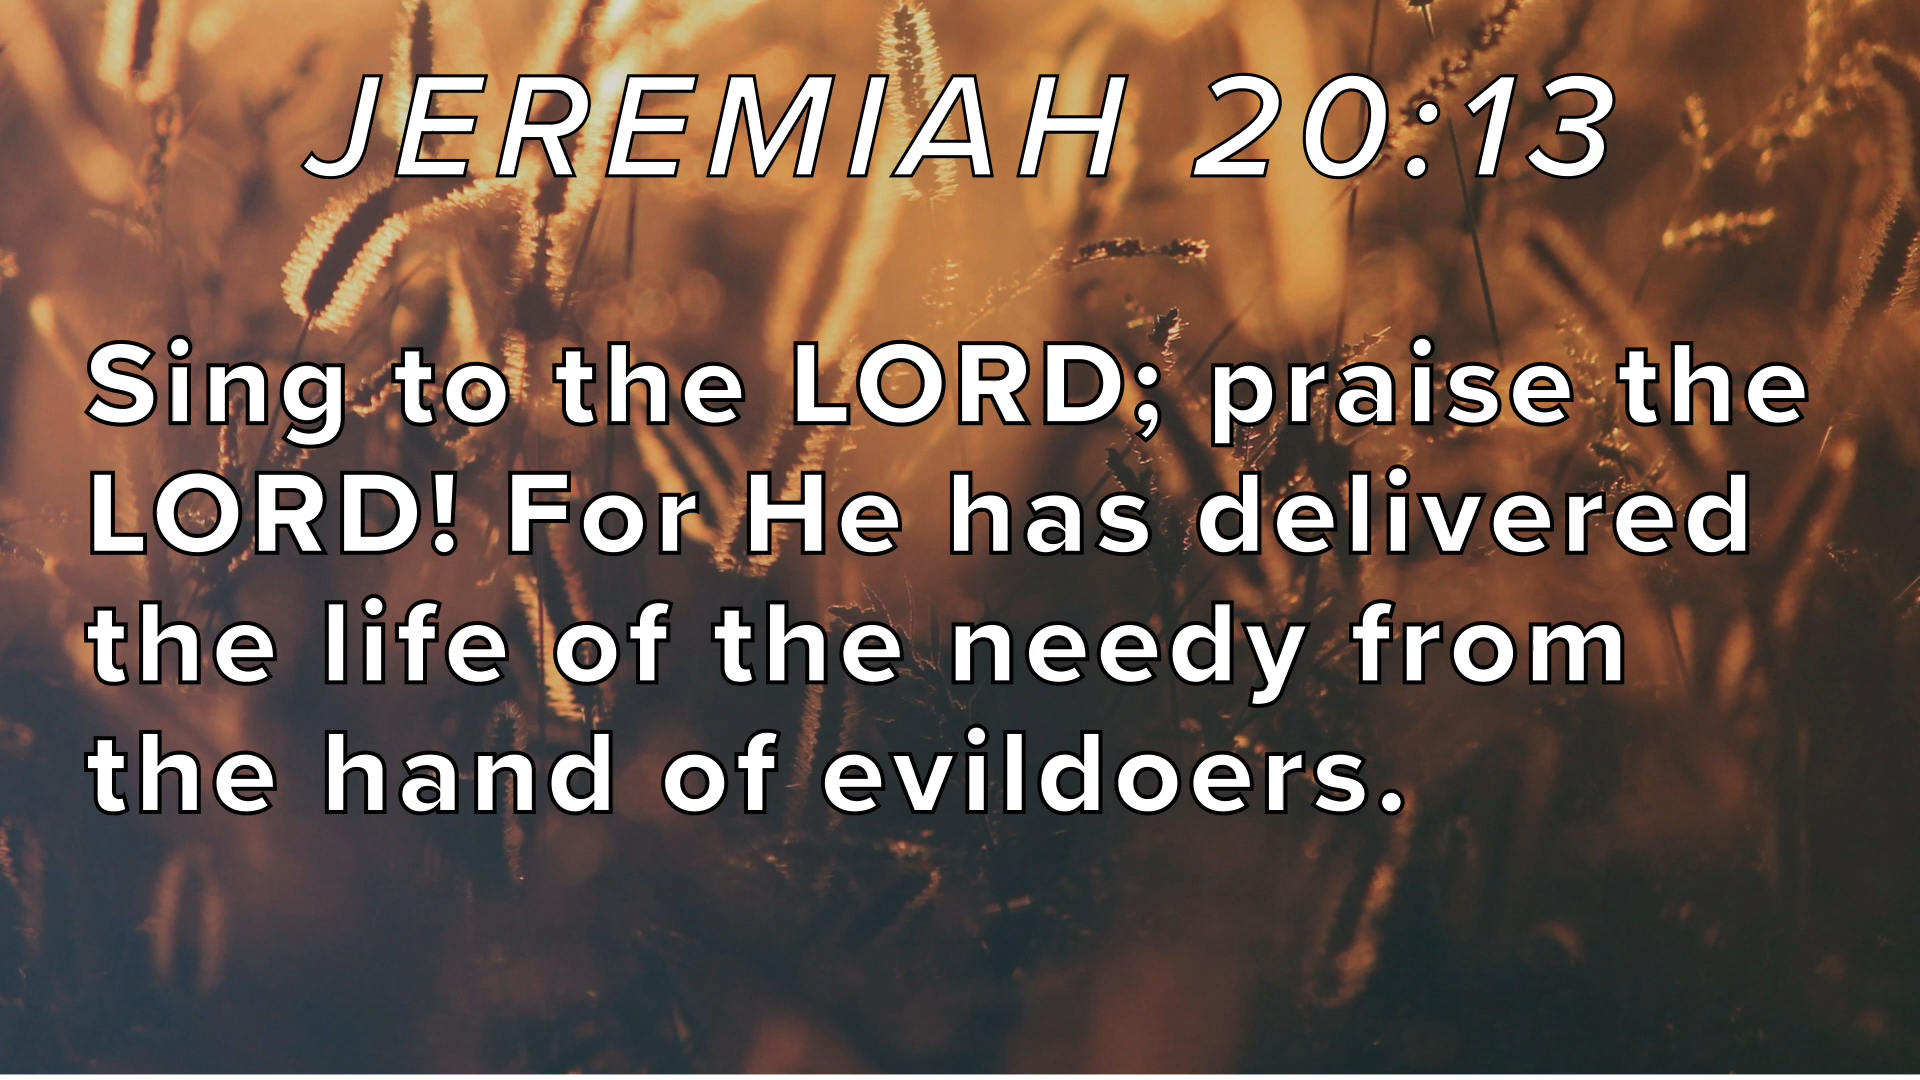 JEREMIAH 20:13
Sing to the LORD; praise the
LORD! For He has delivered
the life of the needy from
the hand of evildoers.